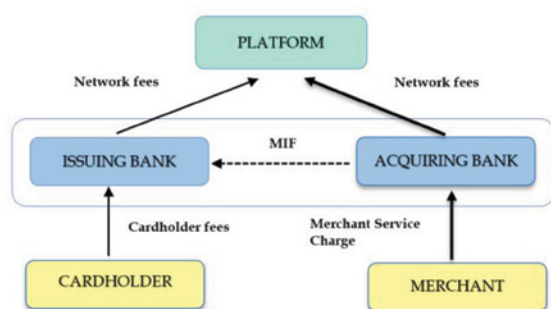 PLATFORM
Network fees
Network fees
MIF
ISSUING BANK
ACQUIRING BANK
Cardholder fees
Merchant Service
Charge
CARDHOLDER
MERCHANT